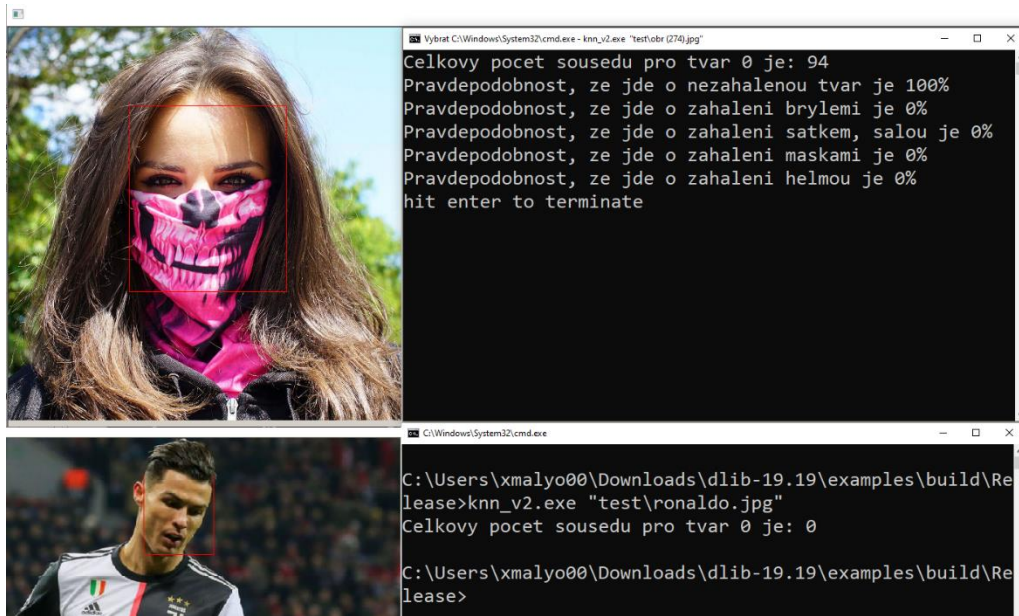 Vybrat C:\Windows\System32\cmd.exe - knn_v2.exe "test\obr (274).jpg"
Celkovy pocet sousedu pro tvar 0 je: 94
Pravdepodobnost, ze jde o nezahalenou tvar je 100%
Pravdepodobnost, ze jde o zahaleni brylemi je 0%
Pravdepodobnost, ze jde o zahaleni satkem, salou je 0%
Pravdepodobnost, ze jde o zahaleni maskami je 0%
Pravdepodobnost, ze jde o zahaleni helmou je 0%
hit enter to terminate
C:\Windows\System32\cmd.exe
C:\Users\xmalyo00\Downloads\dlib-19.19\examples\build\Re
lease>knn_v2.exe "test\ronaldo.jpg"
Celkovy pocet sousedu pro tvar 0 je: 0
C:\Users\xmalyo00\Downloads\dlib-19.19\examples\build\Re
lease>